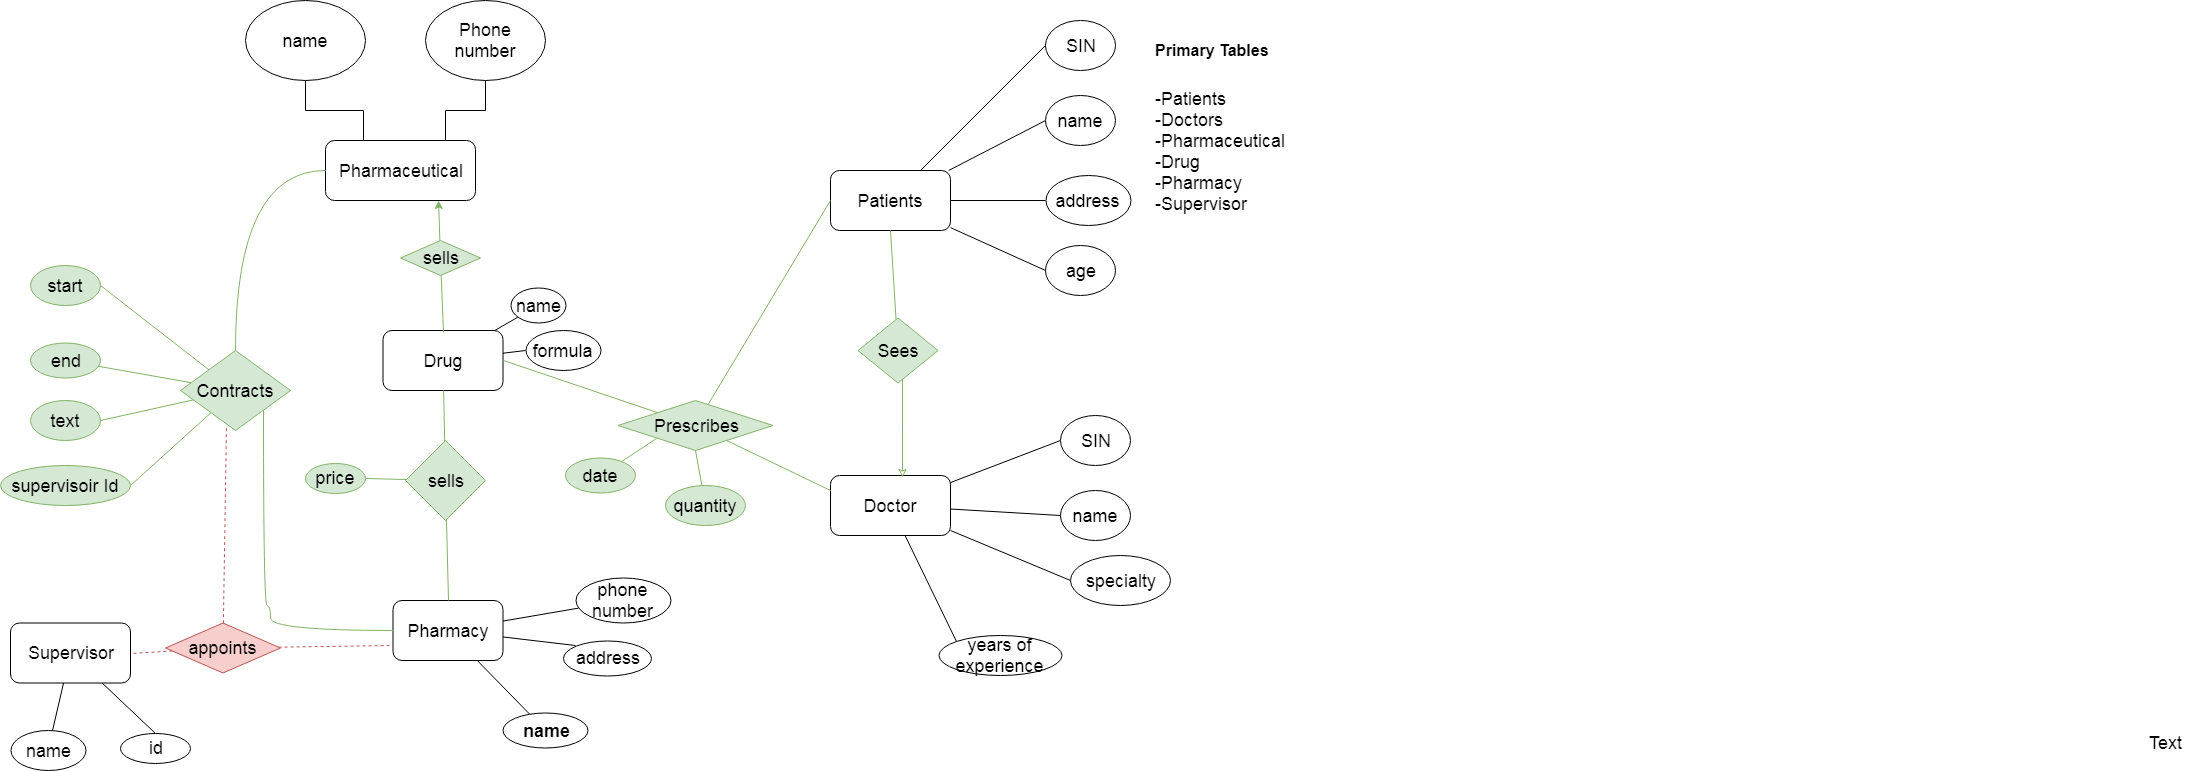 name
Phone
number
SIN
Primary Tables
name
-Patients
-Doctors
-Pharmaceutical
-Drug
-Pharmacy
-Supervisor
Pharmaceutical
Patients
address
sells
age
start
name
end
formula
Drug
Sees
Contracts
text
Prescribes
SIN
supervisoir Id
price
sells
date
quantity
Doctor
name
specialty
phone
number
Pharmacy
Supervisor
appoints
address
years of
experience
name
name
id
Text